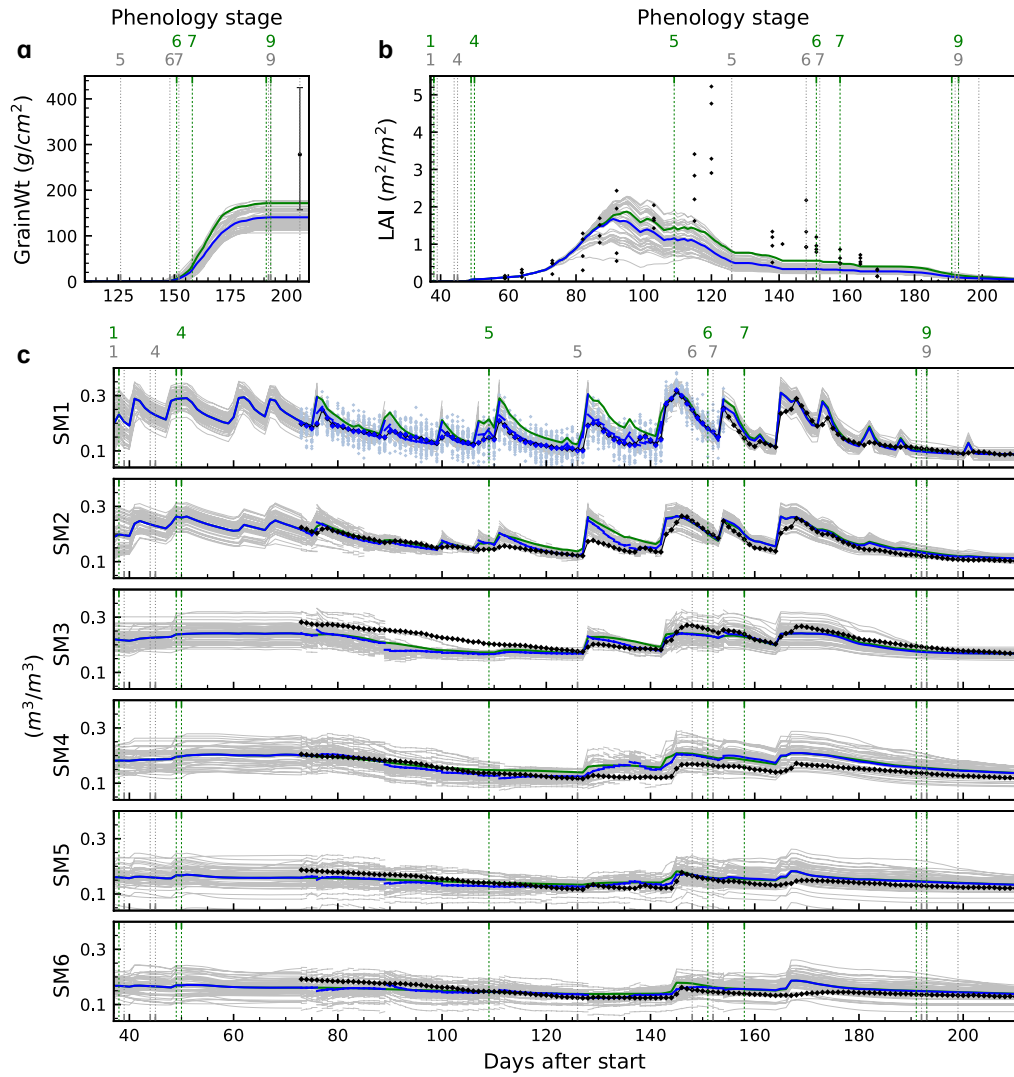 Phenology stage
Phenology stage
a
6 7 9
5 6 7 9
GrainWt (g/cm²)
400
300
200
100
0
125 150 175 200
b
1 4 5 6 7 9
1 4 5 6 7 9
LAI (m²/m²)
5
4
3
2
1
0
40 60 80 100 120 140 160 180 200
c
1 4 5 6 7 9
1 4 5 6 7 9
SM1
0.3
0.1
SM2
0.3
0.1
SM3
0.3
0.1
(m³/m³)
SM4
0.3
0.1
SM5
0.3
0.1
SM6
0.3
0.1
40 60 80 100 120 140 160 180 200
Days after start